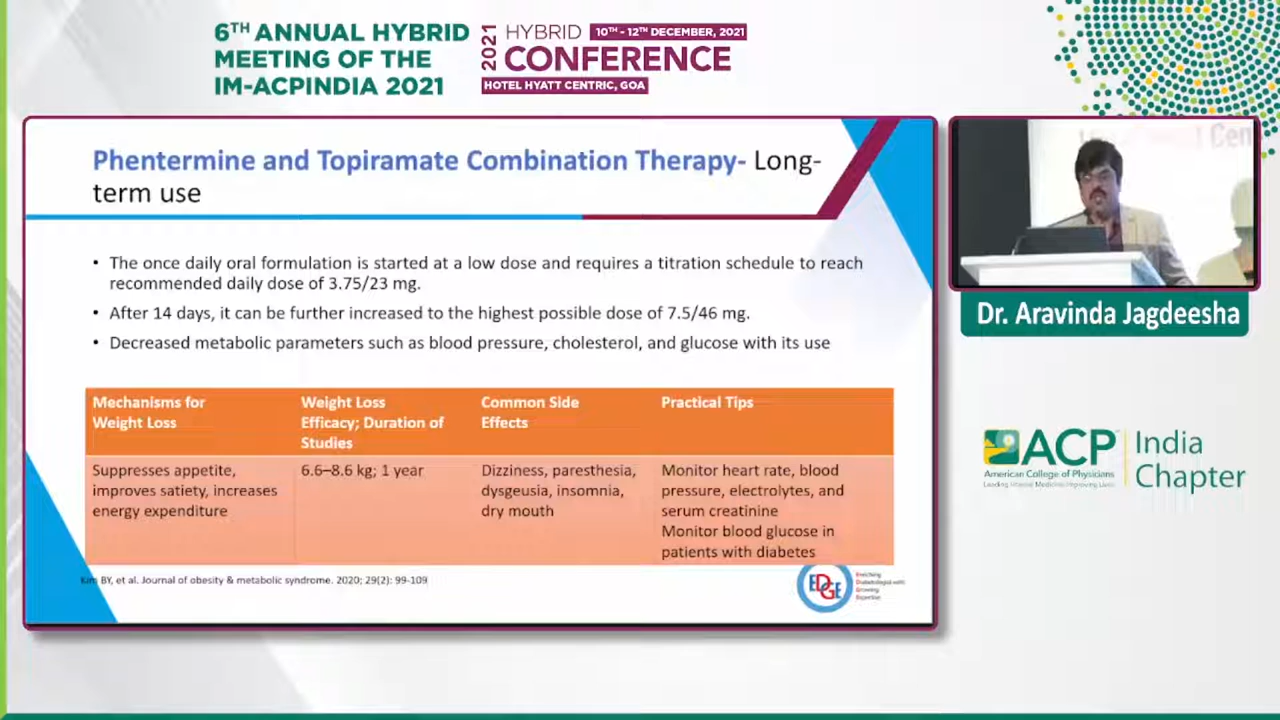 6TH ANNUAL HYBRID
MEETING OF THE
IM-ACPINDIA 2021
2021
HYBRID
10TH - 12TH DECEMBER, 2021
CONFERENCE
HOTEL HYATT CENTRIC, GOA
Phentermine and Topiramate Combination Therapy- Long-
term use
• The once daily oral formulation is started at a low dose and requires a titration schedule to reach
recommended daily dose of 3.75/23 mg.
• After 14 days, it can be further increased to the highest possible dose of 7.5/46 mg.
• Decreased metabolic parameters such as blood pressure, cholesterol, and glucose with its use
Mechanisms for
Weight Loss
Weight Loss
Efficacy; Duration of
Studies
Common Side
Effects
Practical Tips
Suppresses appetite,
improves satiety, increases
energy expenditure
6.6–8.6 kg; 1 year
Dizziness, paresthesia,
dysgeusia, insomnia,
dry mouth
Monitor heart rate, blood
pressure, electrolytes, and
serum creatinine
Monitor blood glucose in
patients with diabetes
Kim BY, et al. Journal of obesity & metabolic syndrome. 2020; 29(2): 99-109
EDGE
Dr. Aravinda Jagdeesha
ACP
American College of Physicians
India
Chapter